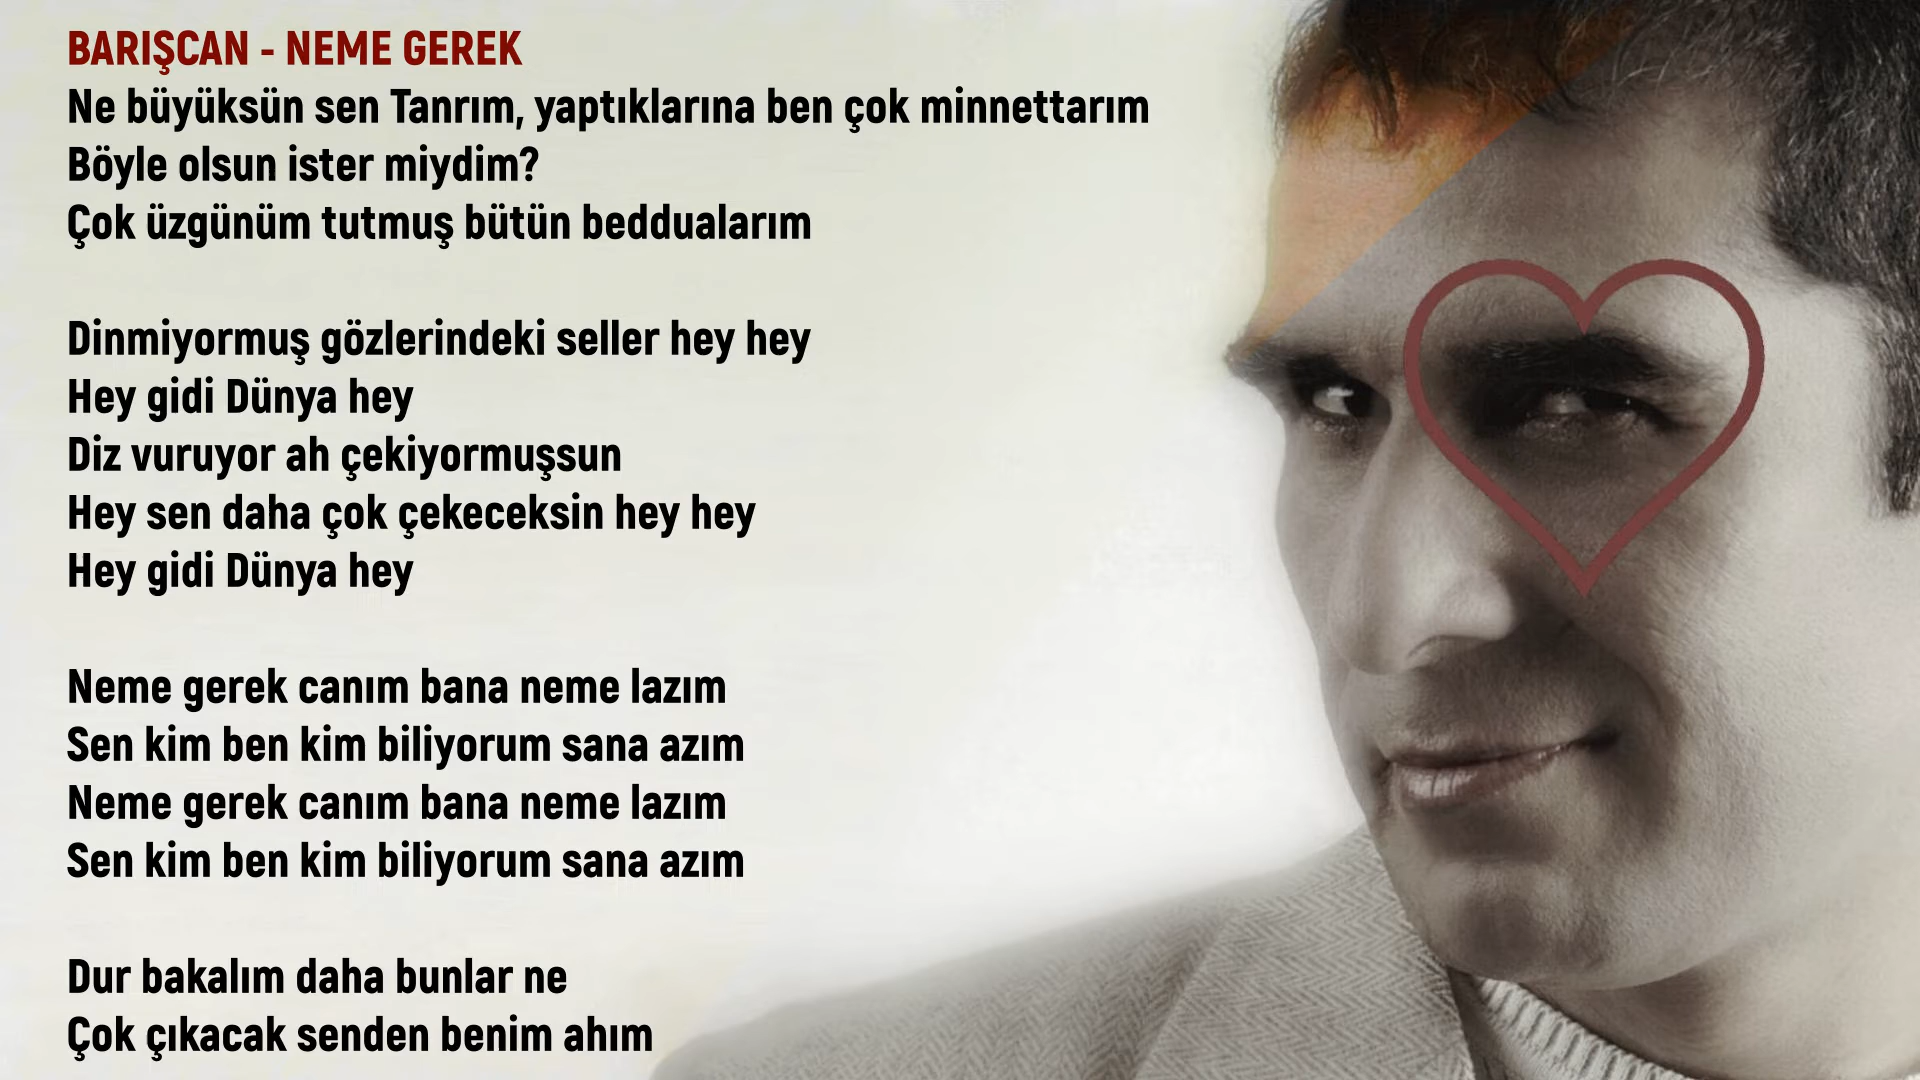 BARIŞCAN - NEME GEREK
Ne büyüksün sen Tanrım, yaptıklarına ben çok minnettarım
Böyle olsun ister miydim?
Çok üzgünüm tutmuş bütün beddualarım
Dinmiyormuş gözlerindeki seller hey hey
Hey gidi Dünya hey
Diz vuruyor ah çekiyormuşsun
Hey sen daha çok çekeceksin hey hey
Hey gidi Dünya hey
Neme gerek canım bana neme lazım
Sen kim ben kim biliyorum sana azım
Neme gerek canım bana neme lazım
Sen kim ben kim biliyorum sana azım
Dur bakalım daha bunlar ne
Çok çıkacak senden benim ahım